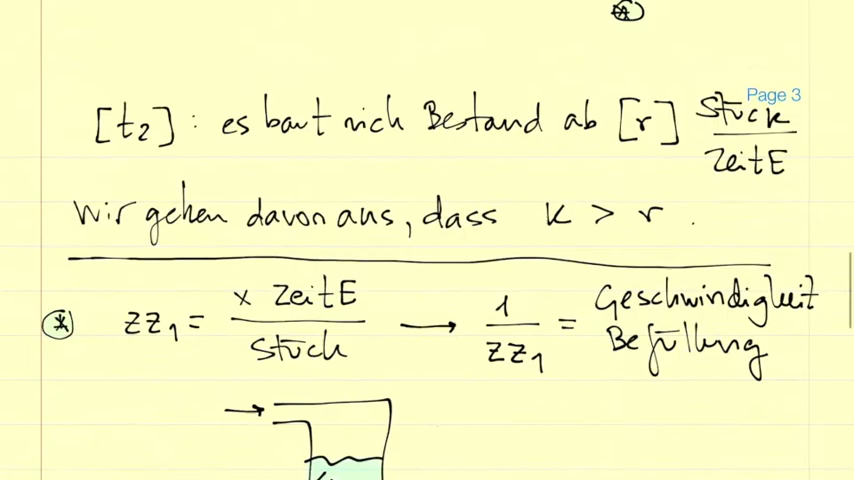 Page 3
[t2] : es baut sich Bestand ab [r] Stück/ZeitE
Wir gehen davon aus, dass k > r .
* ZZ1 = x ZeitE/Stück → 1/ZZ1 = Geschwindigkeit Befüllung